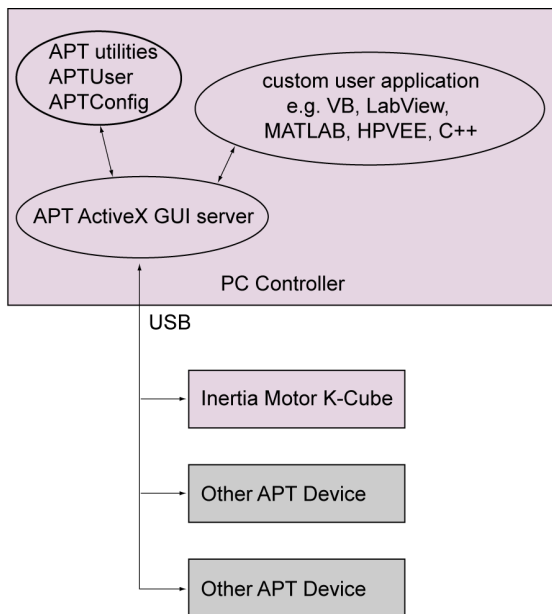 APT utilities
APTUser
APTConfig
custom user application
e.g. VB, LabView,
MATLAB, HPVEE, C++
APT ActiveX GUI server
PC Controller
USB
Inertia Motor K-Cube
Other APT Device
Other APT Device